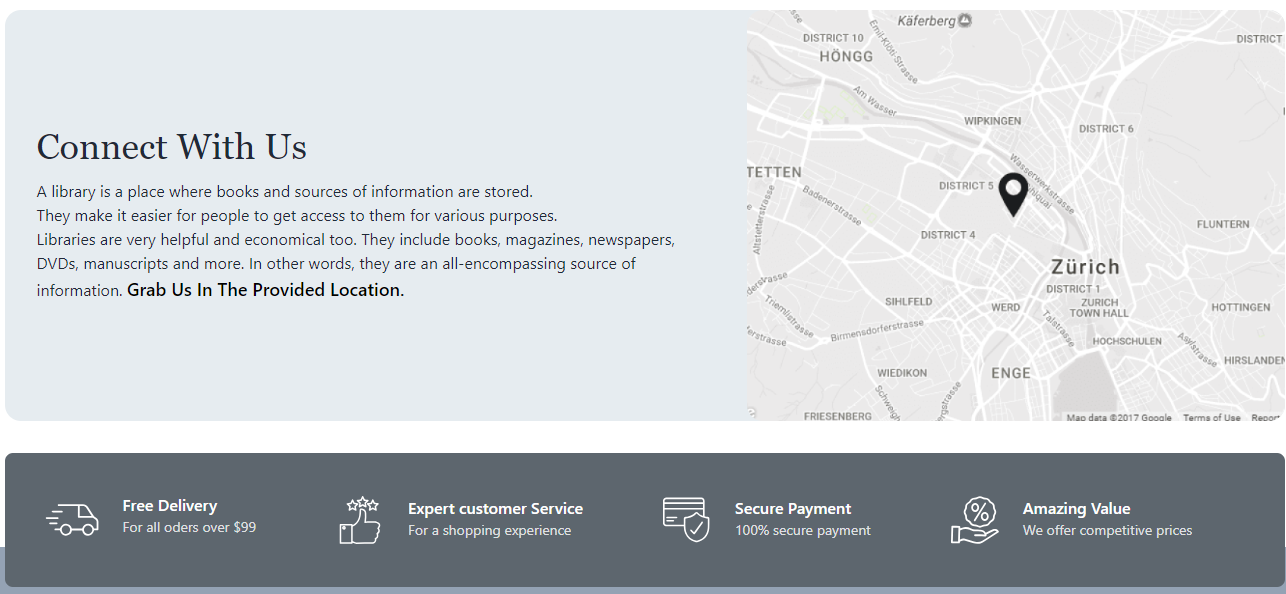 Connect With Us
A library is a place where books and sources of information are stored.
They make it easier for people to get access to them for various purposes.
Libraries are very helpful and economical too. They include books, magazines, newspapers,
DVDs, manuscripts and more. In other words, they are an all-encompassing source of
information. Grab Us In The Provided Location.
Käferberg
DISTRICT 10
DISTRICT
HÖNGG
Emil-Klöti-Strasse
Am Wasser
WIPKINGEN
DISTRICT 6
TETTEN
Wasserwerkstrasse
DISTRICT 5
Badenerstrasse
Altstetterstrasse
FLUNTERN
DISTRICT 4
Zürich
DISTRICT 1
SIHLFELD
ZURICH
TOWN HALL
WERD
HOTTINGEN
Triemlistrasse
Birmensdorferstrasse
Talstrasse
HOCHSCHULEN
HIRSLANDEN
WIEDIKON
ENGE
FRIESENBERG
Map data ©2017 Google
Terms of Use
Report
Free Delivery
For all oders over $99
Expert customer Service
For a shopping experience
Secure Payment
100% secure payment
Amazing Value
We offer competitive prices